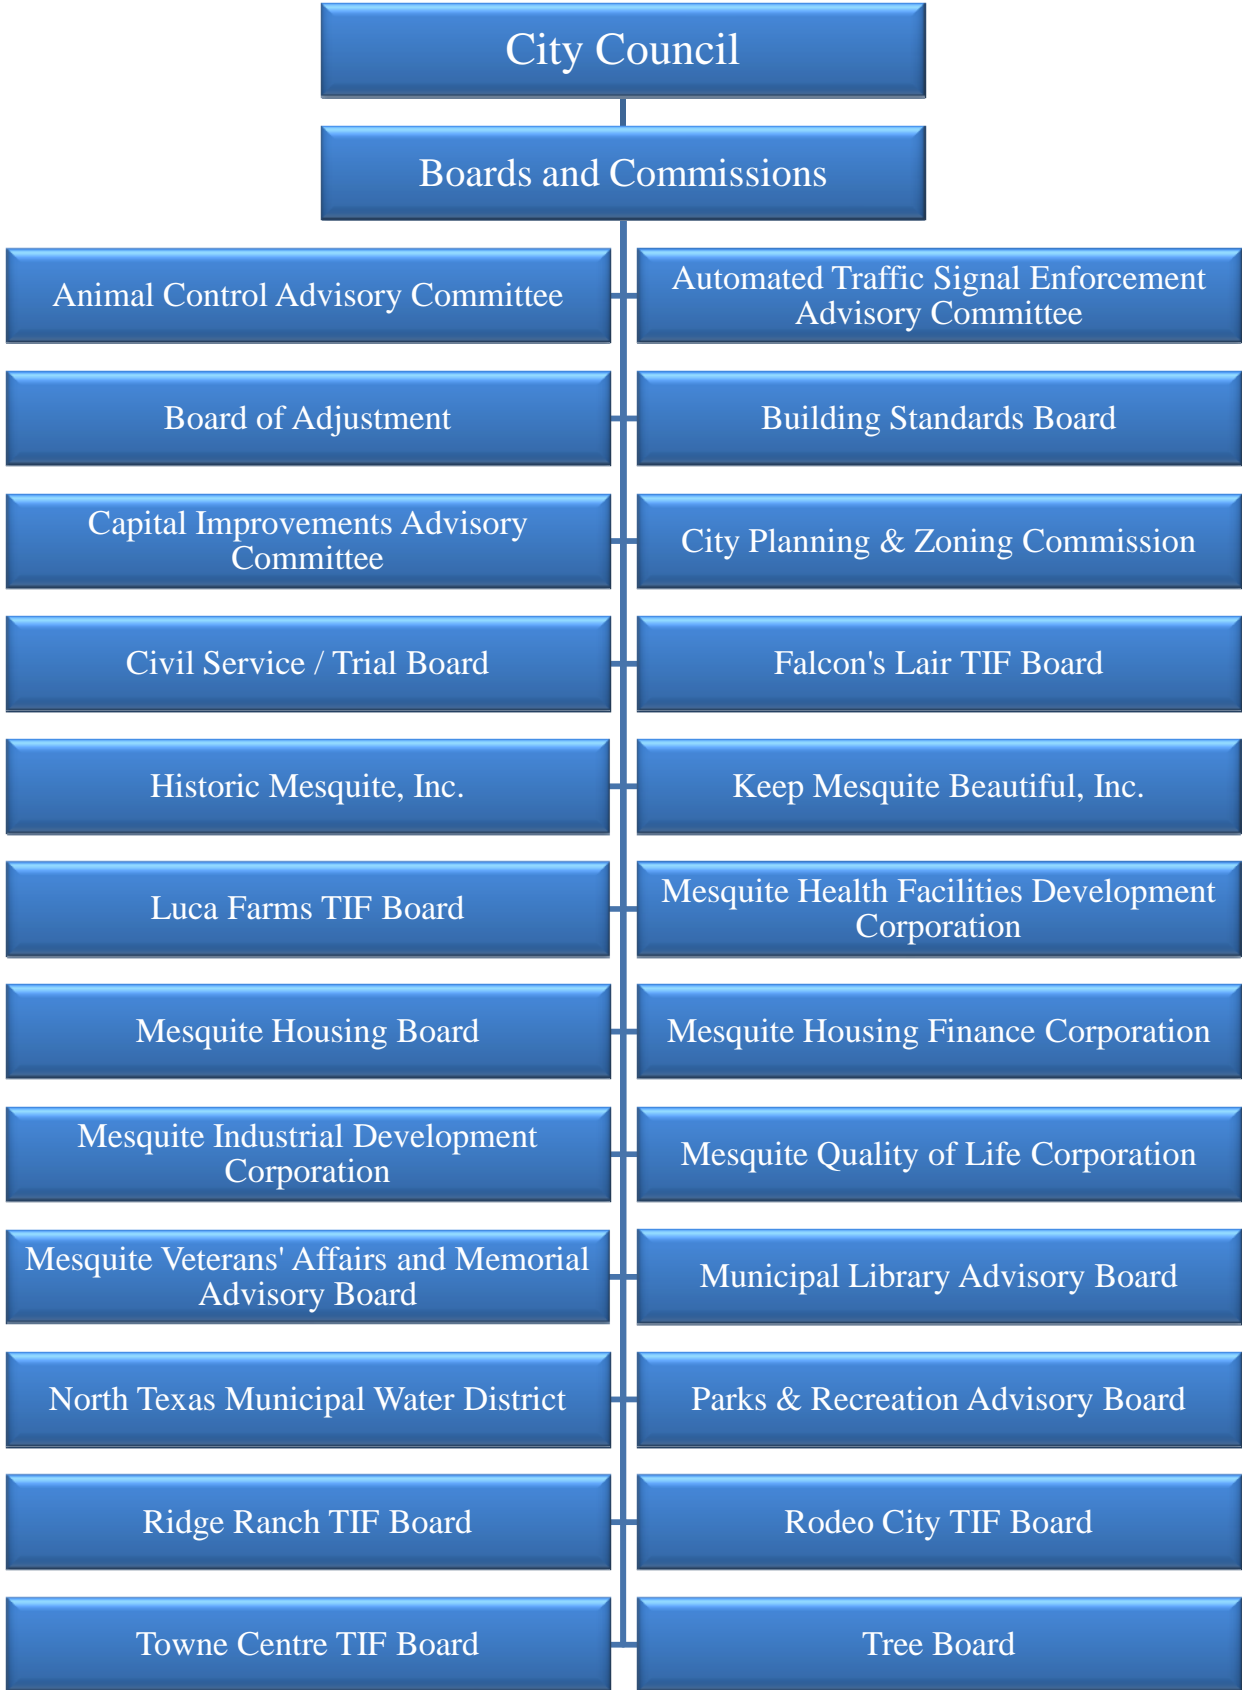 City Council
Boards and Commissions
Animal Control Advisory Committee
Automated Traffic Signal Enforcement
Advisory Committee
Board of Adjustment
Building Standards Board
Capital Improvements Advisory
Committee
City Planning & Zoning Commission
Civil Service / Trial Board
Falcon's Lair TIF Board
Historic Mesquite, Inc.
Keep Mesquite Beautiful, Inc.
Luca Farms TIF Board
Mesquite Health Facilities Development
Corporation
Mesquite Housing Board
Mesquite Housing Finance Corporation
Mesquite Industrial Development
Corporation
Mesquite Quality of Life Corporation
Mesquite Veterans' Affairs and Memorial
Advisory Board
Municipal Library Advisory Board
North Texas Municipal Water District
Parks & Recreation Advisory Board
Ridge Ranch TIF Board
Rodeo City TIF Board
Towne Centre TIF Board
Tree Board